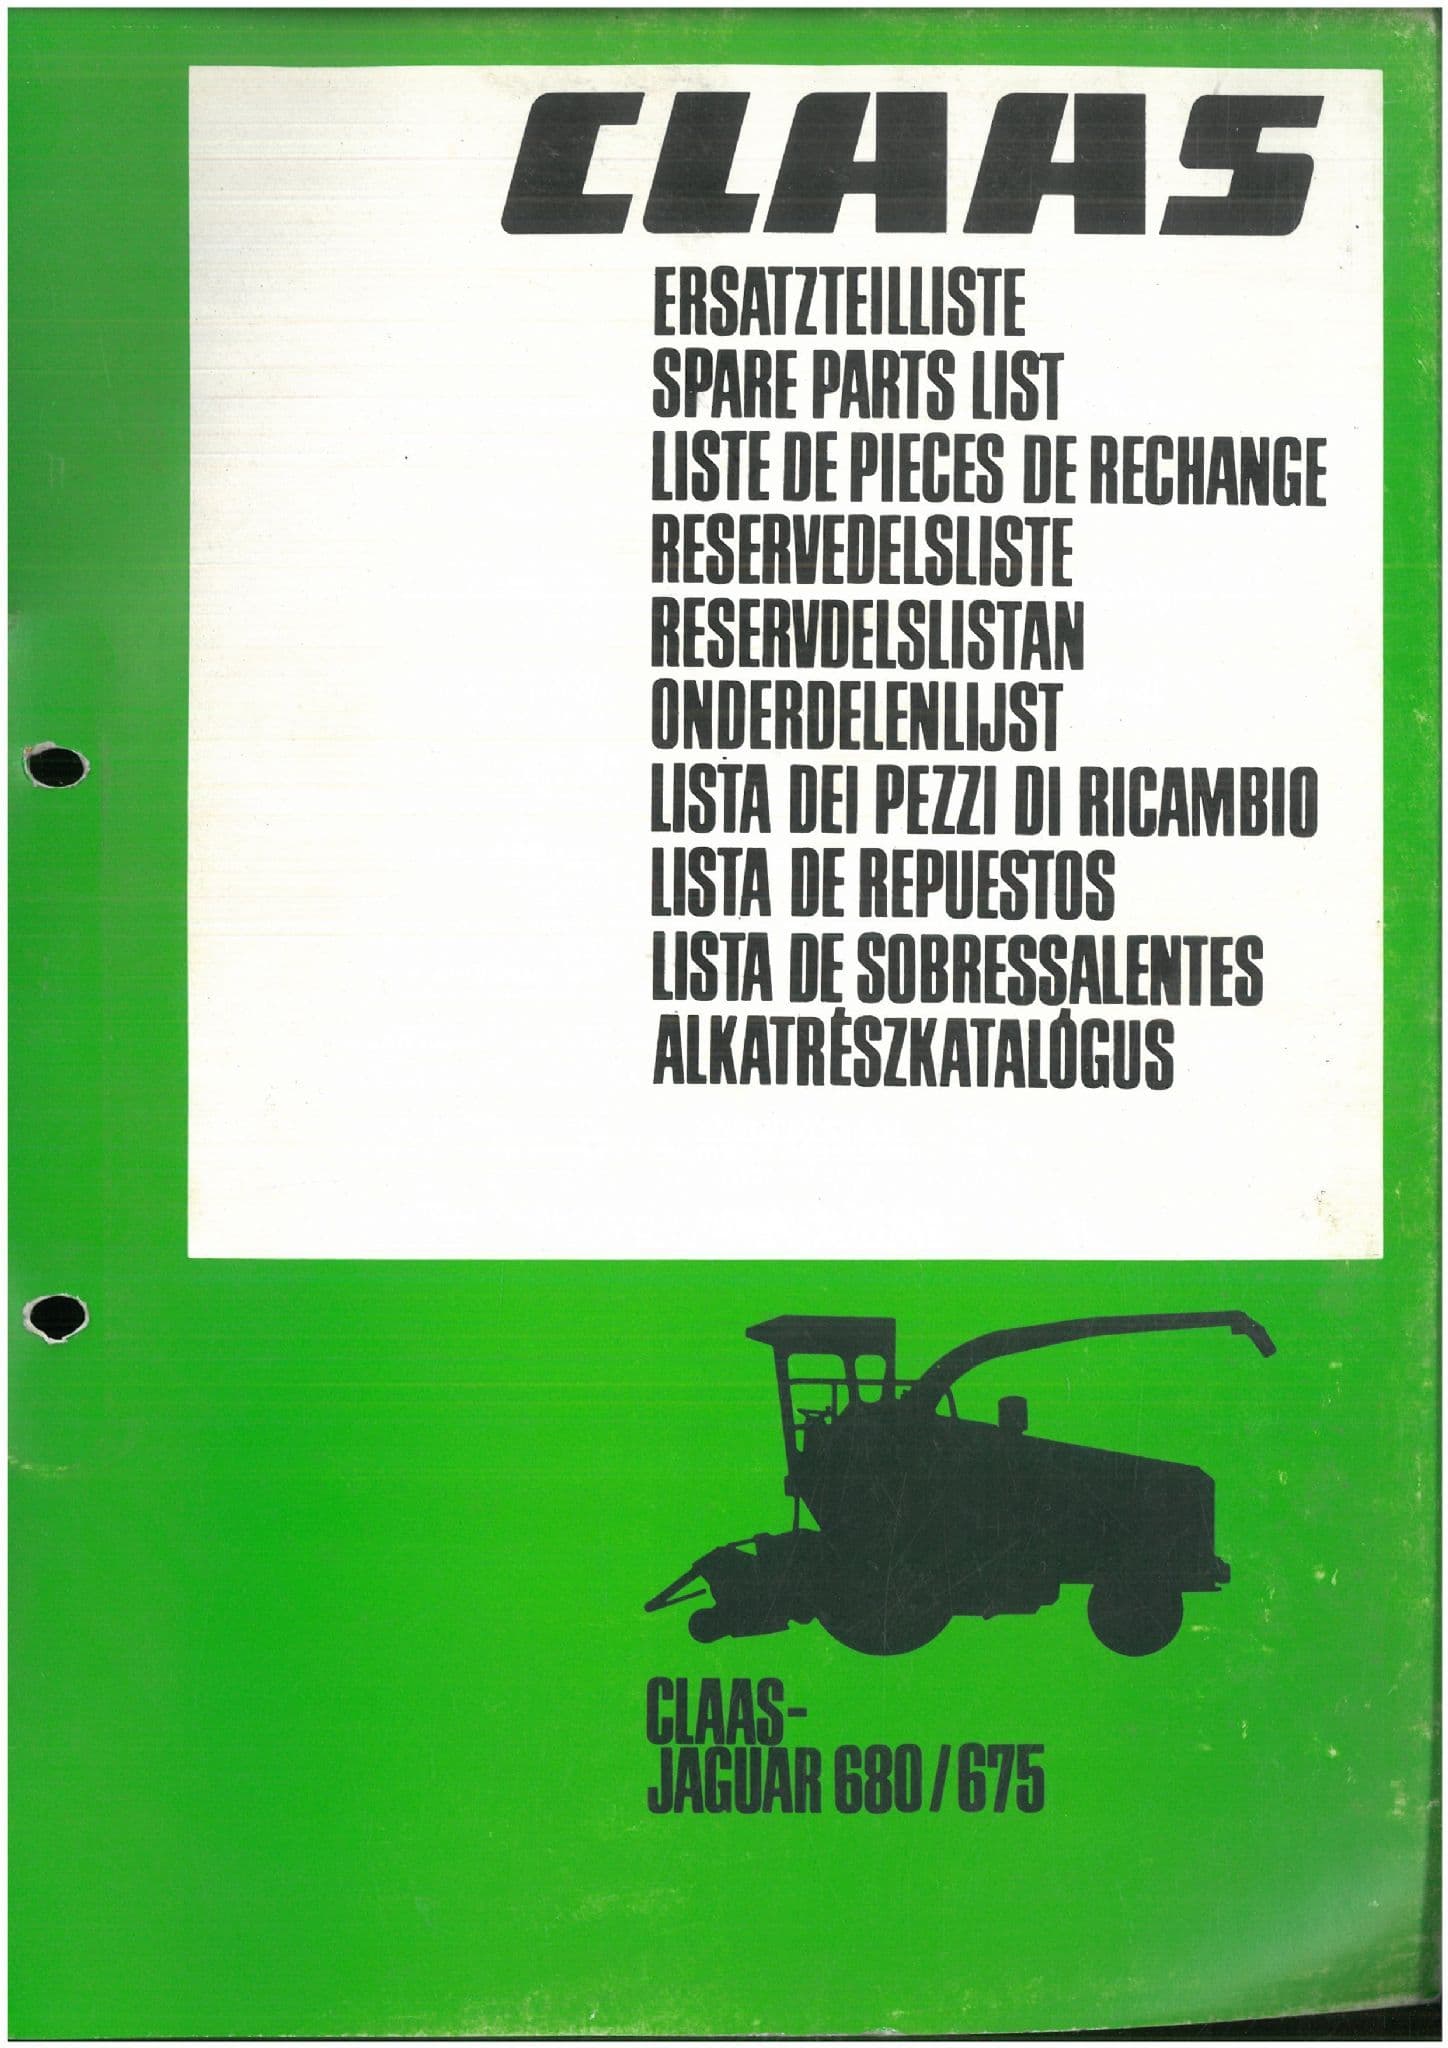 CLAAS
ERSATZTEILLISTE
SPARE PARTS LIST
LISTE DE PIECES DE RECHANGE
RESERVEDELSLISTE
RESERVDELSLISTAN
ONDERDELENLIJST
LISTA DEI PEZZI DI RICAMBIO
LISTA DE REPUESTOS
LISTA DE SOBRESSALENTES
ALKATRÉSZKATALÓGUS
CLAAS-
JAGUAR 680/675